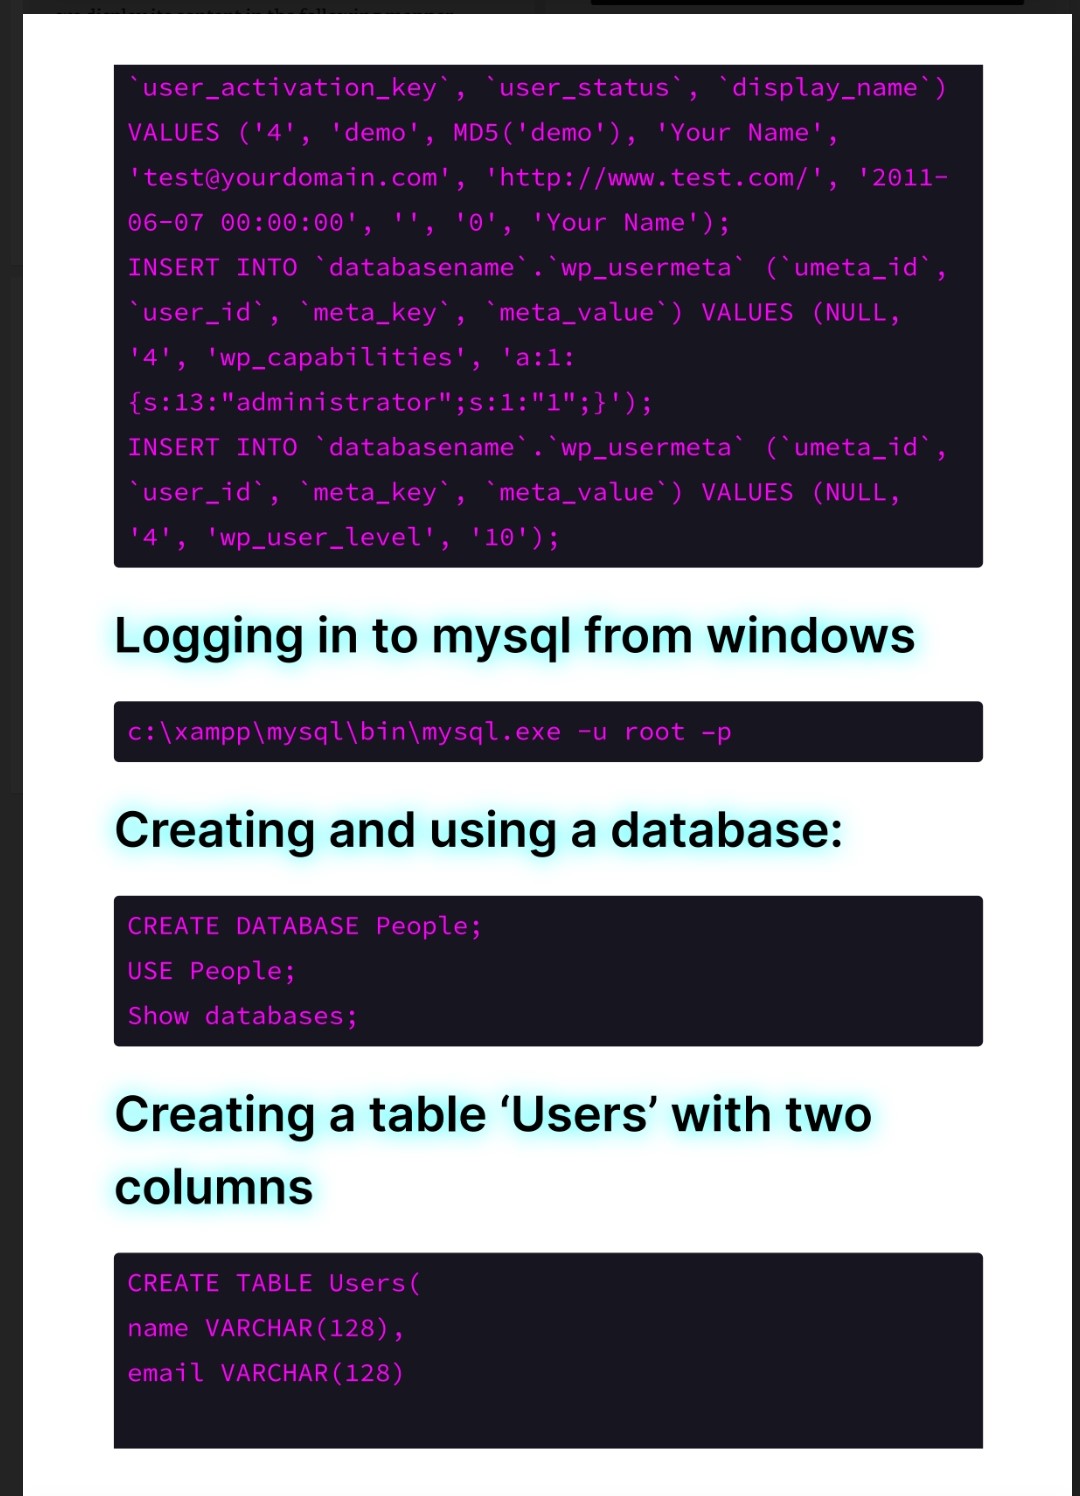 `user_activation_key`, `user_status`, `display_name`)
VALUES ('4', 'demo', MD5('demo'), 'Your Name',
'test@yourdomain.com', 'http://www.test.com/', '2011-
06-07 00:00:00', '', '0', 'Your Name');
INSERT INTO `databasename`.`wp_usermeta` (`umeta_id`,
`user_id`, `meta_key`, `meta_value`) VALUES (NULL,
'4', 'wp_capabilities', 'a:1:
{s:13:"administrator";s:1:"1";}');
INSERT INTO `databasename`.`wp_usermeta` (`umeta_id`,
`user_id`, `meta_key`, `meta_value`) VALUES (NULL,
'4', 'wp_user_level', '10');
Logging in to mysql from windows
c:\xampp\mysql\bin\mysql.exe -u root –p
Creating and using a database:
CREATE DATABASE People;
USE People;
Show databases;
Creating a table ‘Users’ with two
columns
CREATE TABLE Users(
name VARCHAR(128),
email VARCHAR(128)